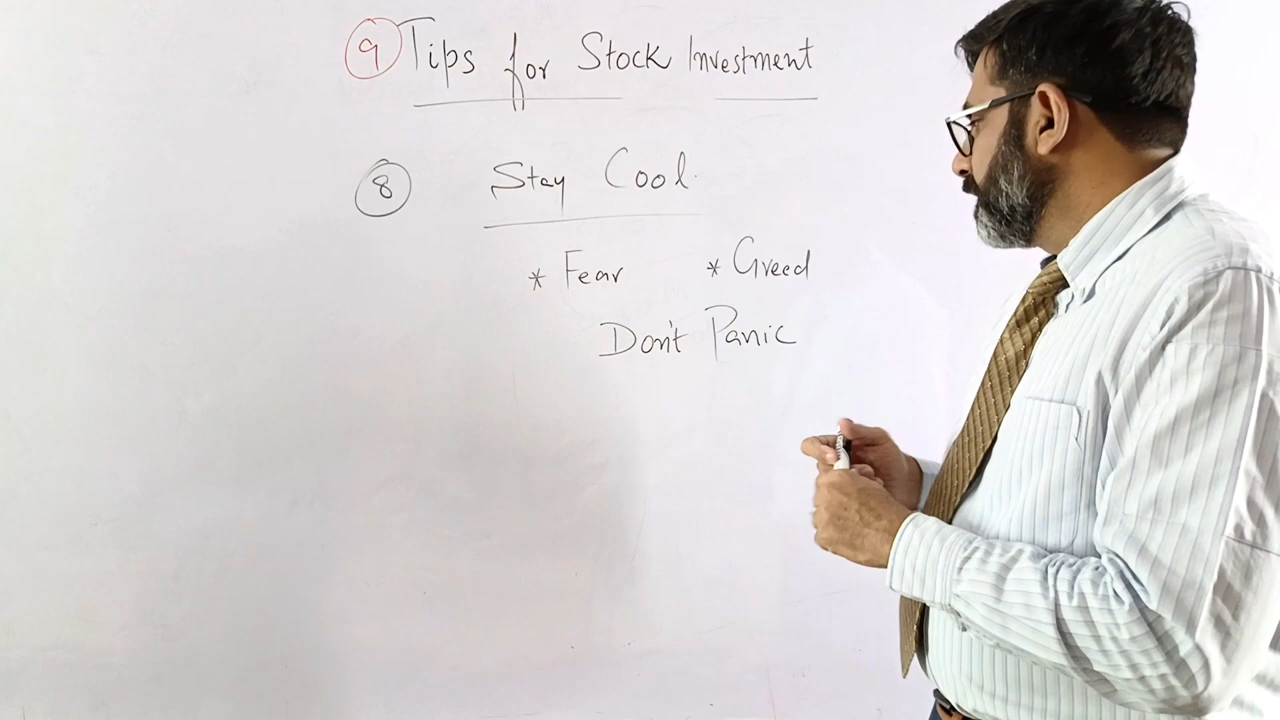 9 Tips for Stock Investment
8 Stay Cool.
* Fear * Greed
Don't Panic